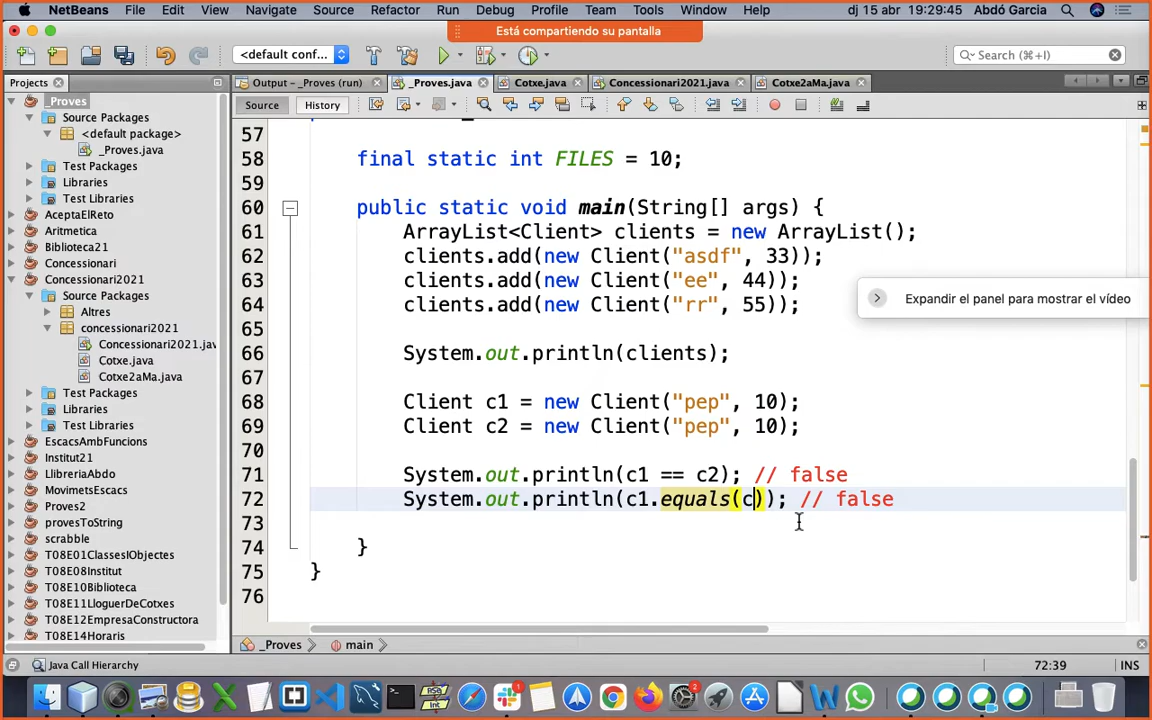 NetBeans File Edit View Navigate Source Refactor Run Debug Profile Team Tools Window Help dj 15 abr 19:29:45 Abdó Garcia
Está compartiendo su pantalla
<default conf... Search (⌘+I)
Projects Output - _Proves (run) _Proves.java Cotxe.java Concessionari2021.java Cotxe2aMa.java
Source History
_Proves
Source Packages
<default package>
_Proves.java
Test Packages
Libraries
Test Libraries
AceptaElReto
Aritmetica
Biblioteca21
Concessionari
Concessionari2021
Source Packages
Altres
concessionari2021
Concessionari2021.jav
Cotxe.java
Cotxe2aMa.java
Test Packages
Libraries
Test Libraries
EscacsAmbFuncions
Institut21
LlibreriaAbdo
MovimetsEscacs
Proves2
provesToString
scrabble
T08E01ClassesIObjectes
T08E08Institut
T08E10Biblioteca
T08E11LloguerDeCotxes
T08E12EmpresaConstructora
T08E14Horaris
57
58 final static int FILES = 10;
59
60 public static void main(String[] args) {
61 ArrayList<Client> clients = new ArrayList();
62 clients.add(new Client("asdf", 33));
63 clients.add(new Client("ee", 44));
64 clients.add(new Client("rr", 55));
65
66 System.out.println(clients);
67
68 Client c1 = new Client("pep", 10);
69 Client c2 = new Client("pep", 10);
70
71 System.out.println(c1 == c2); // false
72 System.out.println(c1.equals(c)); // false
73
74 }
75 }
76
Expandir el panel para mostrar el vídeo
_Proves main
Java Call Hierarchy 72:39 INS